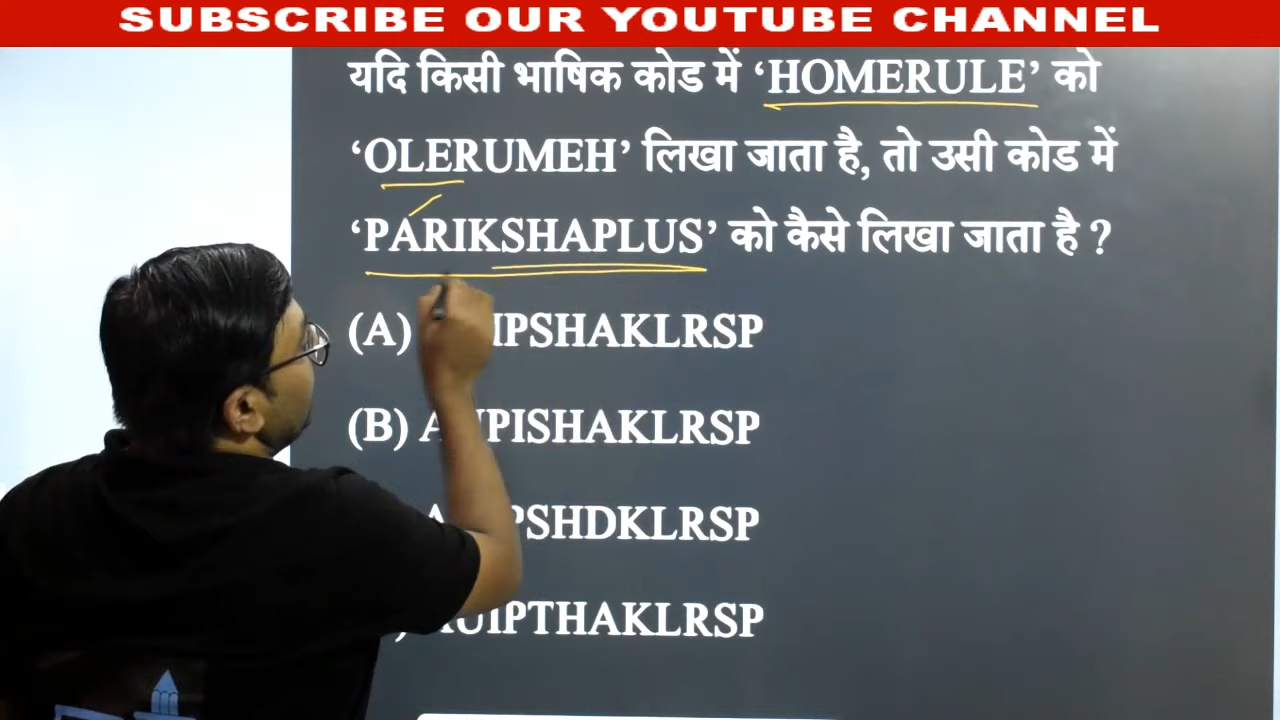 SUBSCRIBE OUR YOUTUBE CHANNEL
यदि किसी भाषिक कोड में ‘HOMERULE’ को
‘OLERUMEH’ लिखा जाता है, तो उसी कोड में
‘PARIKSHAPLUS’ को कैसे लिखा जाता है ?
(A) IPSHAKLRSP
(B) PISHAKLRSP
PSHDKLRSP
UIPTHAKLRSP